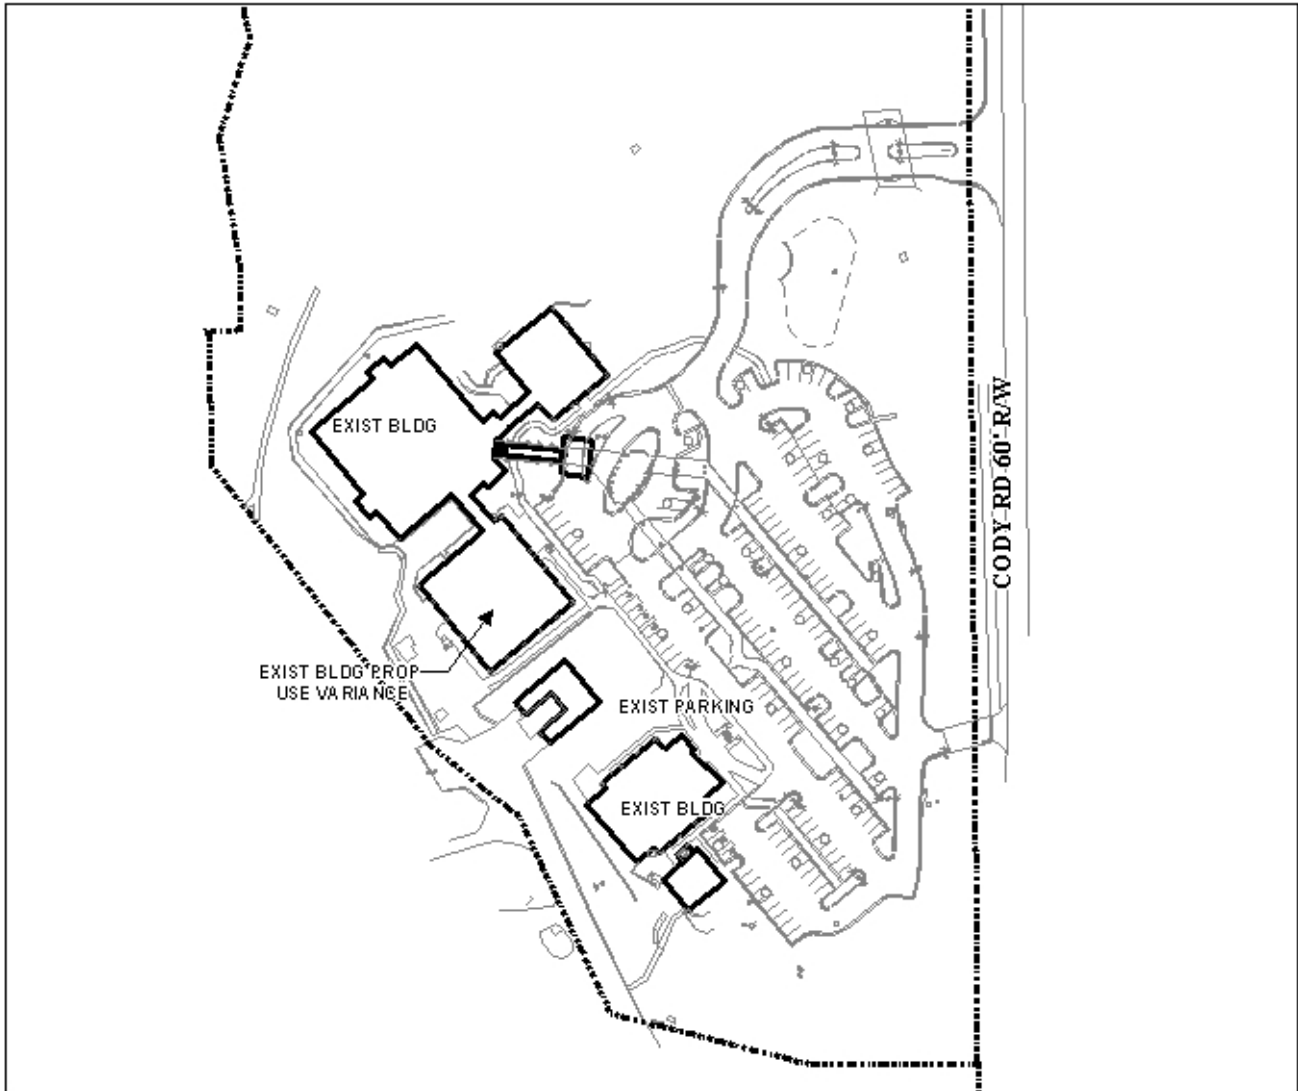 EXIST BLDG
CODY RD 60' R/W
EXIST BLDG PROP
USE VARIANCE
EXIST PARKING
EXIST BLDG